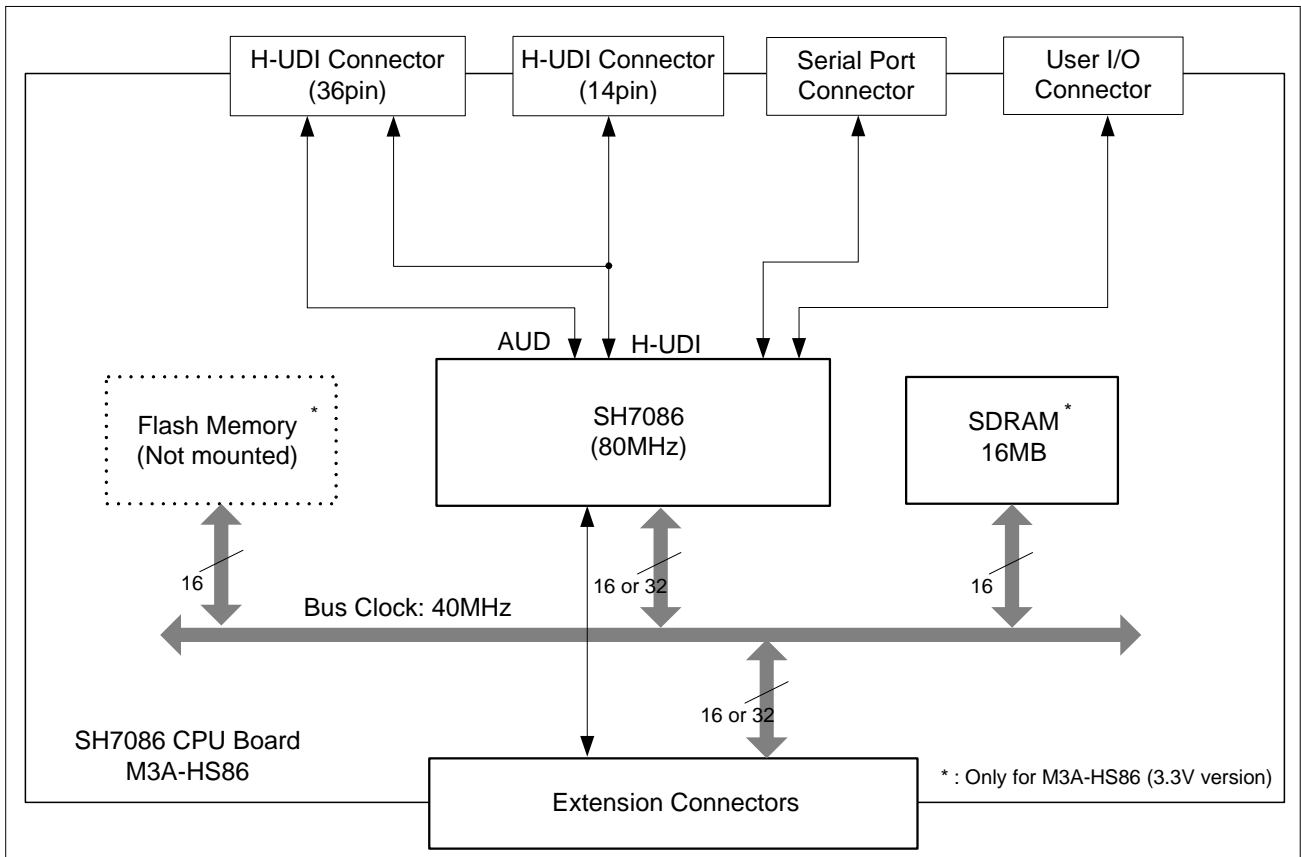 H-UDI Connector
(36pin)
H-UDI Connector
(14pin)
Serial Port
Connector
User I/O
Connector
AUD
H-UDI
Flash Memory *
(Not mounted)
SH7086
(80MHz)
SDRAM *
16MB
16
16 or 32
16
Bus Clock: 40MHz
16 or 32
SH7086 CPU Board
M3A-HS86
Extension Connectors
* : Only for M3A-HS86 (3.3V version)